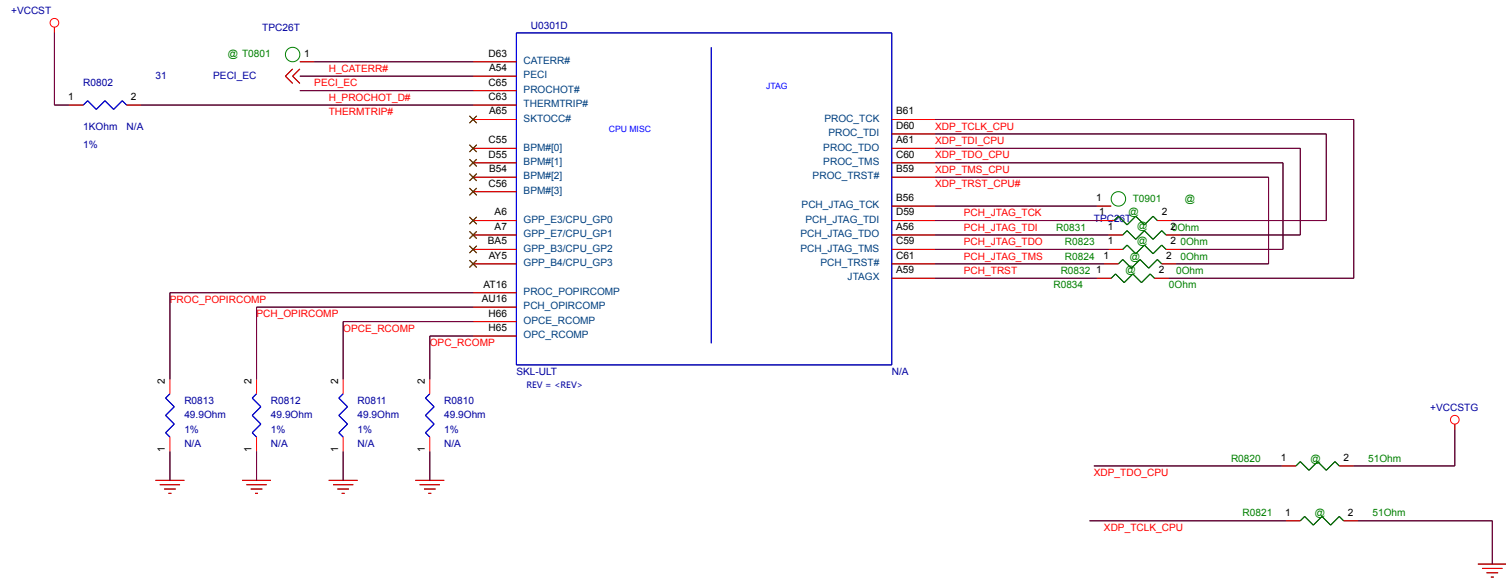 +VCCST
TPC26T
@ T0801 1
31 PECI_EC
R0802
1 2
1KOhm N/A
1%
H_CATERR#
PECI_EC
H_PROCHOT_D#
THERMTRIP#
U0301D
D63 CATERR#
A54 PECI
C65 PROCHOT#
C63 THERMTRIP#
A65 SKTOCC#
C55 BPM#[0]
D55 BPM#[1]
B54 BPM#[2]
C56 BPM#[3]
A6 GPP_E3/CPU_GP0
A7 GPP_E7/CPU_GP1
BA5 GPP_B3/CPU_GP2
AY5 GPP_B4/CPU_GP3
AT16 PROC_POPIRCOMP
AU16 PCH_OPIRCOMP
H66 OPCE_RCOMP
H65 OPC_RCOMP
CPU MISC
JTAG
PROC_TCK B61
PROC_TDI D60
PROC_TDO A61
PROC_TMS C60
PROC_TRST# B59
PCH_JTAG_TCK B56
PCH_JTAG_TDI D59
PCH_JTAG_TDO A56
PCH_JTAG_TMS C59
PCH_TRST# C61
JTAGX A59
XDP_TCLK_CPU
XDP_TDI_CPU
XDP_TDO_CPU
XDP_TMS_CPU
XDP_TRST_CPU#
1 T0901 @
PCH_JTAG_TCK 1 @ 2
TPC26T
PCH_JTAG_TDI R0831 1 @ 2 0Ohm
PCH_JTAG_TDO R0823 1 @ 2 0Ohm
PCH_JTAG_TMS R0824 1 @ 2 0Ohm
PCH_TRST R0832 1 @ 2 0Ohm
R0834 0Ohm
PROC_POPIRCOMP
PCH_OPIRCOMP
OPCE_RCOMP
OPC_RCOMP
SKL-ULT
REV = <REV>
N/A
2 R0813
49.9Ohm
1%
1 N/A
2 R0812
49.9Ohm
1%
1 N/A
2 R0811
49.9Ohm
1%
1 N/A
2 R0810
49.9Ohm
1%
1 N/A
+VCCSTG
R0820 1 @ 2 51Ohm
XDP_TDO_CPU
R0821 1 @ 2 51Ohm
XDP_TCLK_CPU